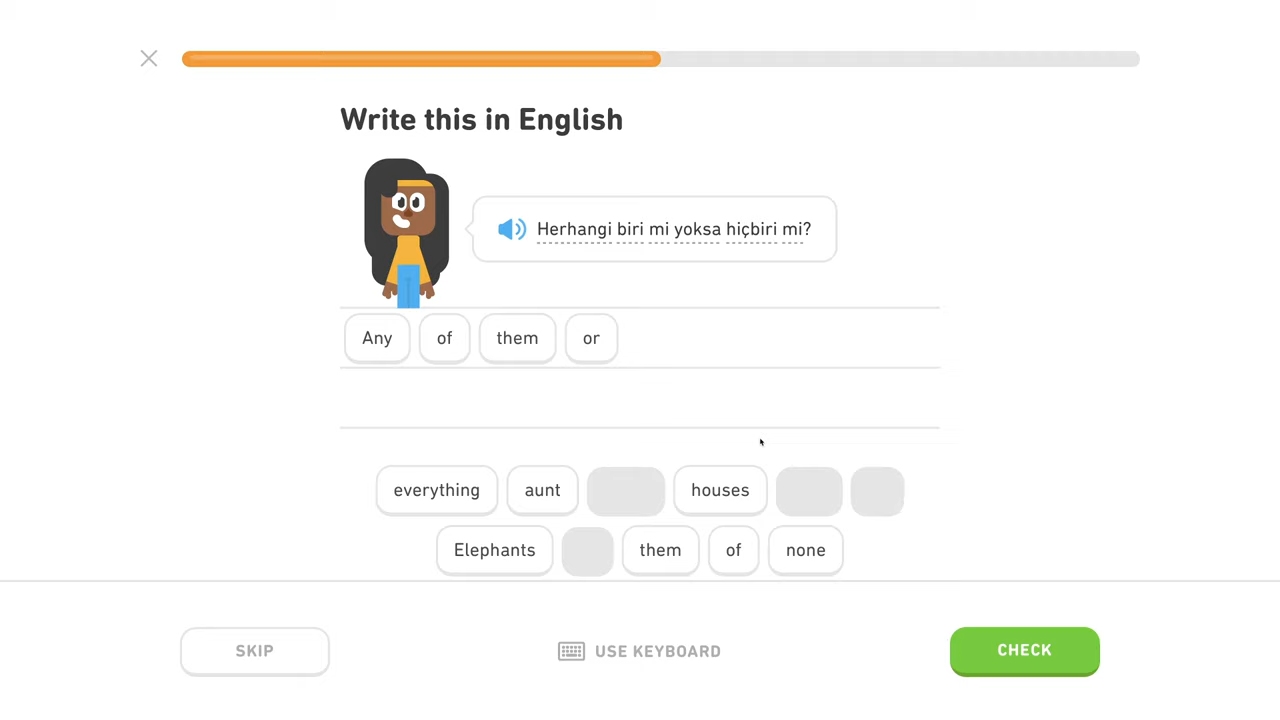 Write this in English
Herhangi biri mi yoksa hiçbiri mi?
Any of them or
everything aunt houses
Elephants them of none
SKIP USE KEYBOARD CHECK